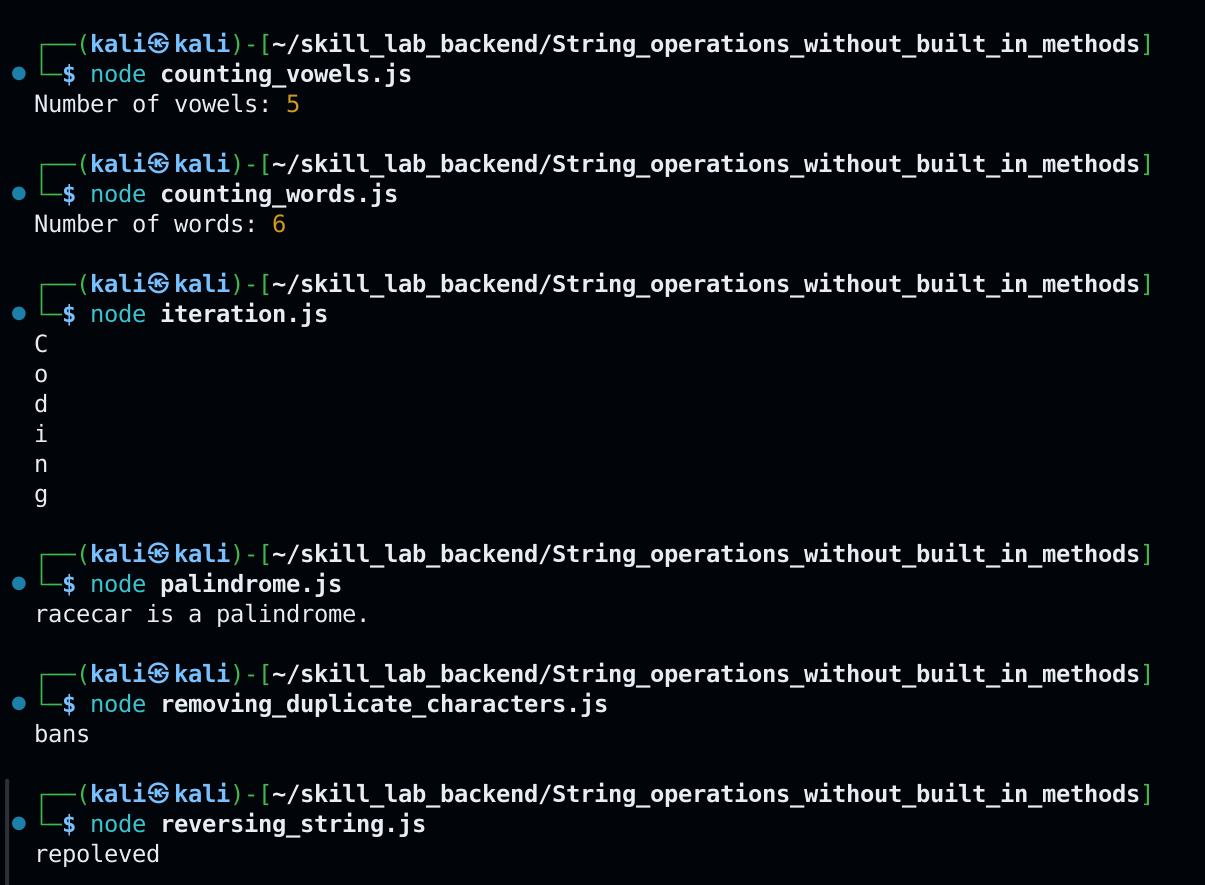 ┌──(kali㉿kali)-[~/skill_lab_backend/String_operations_without_built_in_methods]
└─$ node counting_vowels.js
Number of vowels: 5
┌──(kali㉿kali)-[~/skill_lab_backend/String_operations_without_built_in_methods]
└─$ node counting_words.js
Number of words: 6
┌──(kali㉿kali)-[~/skill_lab_backend/String_operations_without_built_in_methods]
└─$ node iteration.js
C
o
d
i
n
g
┌──(kali㉿kali)-[~/skill_lab_backend/String_operations_without_built_in_methods]
└─$ node palindrome.js
racecar is a palindrome.
┌──(kali㉿kali)-[~/skill_lab_backend/String_operations_without_built_in_methods]
└─$ node removing_duplicate_characters.js
bans
┌──(kali㉿kali)-[~/skill_lab_backend/String_operations_without_built_in_methods]
└─$ node reversing_string.js
repoleved